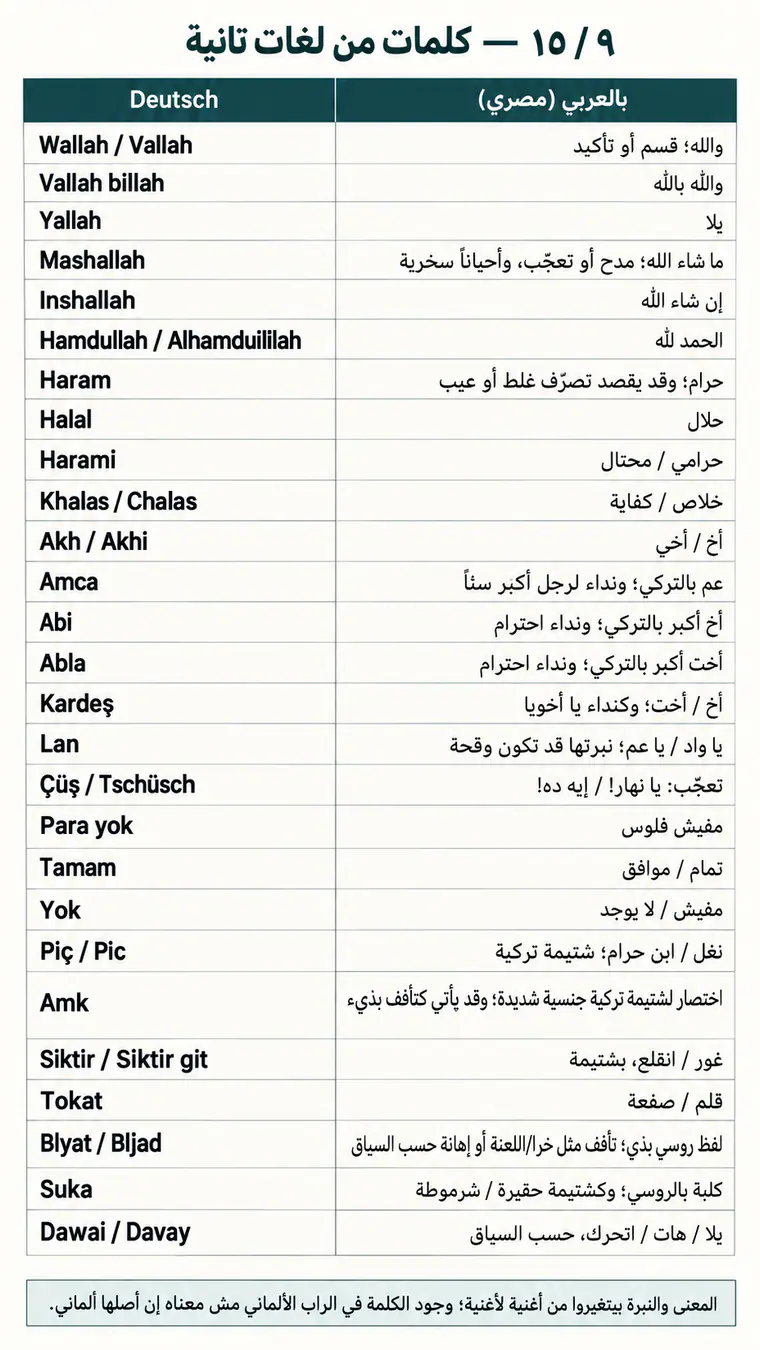 ٩ / ١٥ — كلمات من لغات تانية
Deutsch بالعربي (مصري)
Wallah / Vallah والله؛ قسم أو تأكيد
Vallah billah والله بالله
Yallah يلا
Mashallah ما شاء الله؛ مدح أو تعجّب، وأحياناً سخرية
Inshallah إن شاء الله
Hamdullah / Alhamduililah الحمد لله
Haram حرام؛ وقد يقصد تصرّف غلط أو عيب
Halal حلال
Harami حرامي / محتال
Khalas / Chalas خلاص / كفاية
Akh / Akhi أخ / أخي
Amca عم بالتركي؛ ونداء لرجل أكبر سناً
Abi أخ أكبر بالتركي؛ ونداء احترام
Abla أخت أكبر بالتركي؛ ونداء احترام
Kardeş أخ / أخت؛ وكنداء يا أخويا
Lan يا واد / يا عم؛ نبرتها قد تكون وقحة
Çüş / Tschüsch تعجّب: يا نهار! / إيه ده!
Para yok مفيش فلوس
Tamam تمام / موافق
Yok مفيش / لا يوجد
Piç / Pic نغل / ابن حرام؛ شتيمة تركية
Amk اختصار لشتيمة تركية جنسية شديدة؛ وقد يأتي كتأفف بذيء
Siktir / Siktir git غور / انقلع، بشتيمة
Tokat قلم / صفعة
Blyat / Bljad لفظ روسي بذي؛ تأفف مثل خرا/اللعنة أو إهانة حسب السياق
Suka كلبة بالروسي؛ وكشتيمة حقيرة / شرموطة
Dawai / Davay يلا / هات / اتحرك، حسب السياق
المعنى والنبرة بيتغيروا من أغنية لأغنية؛ وجود الكلمة في الراب الألماني مش معناه إن أصلها ألماني.